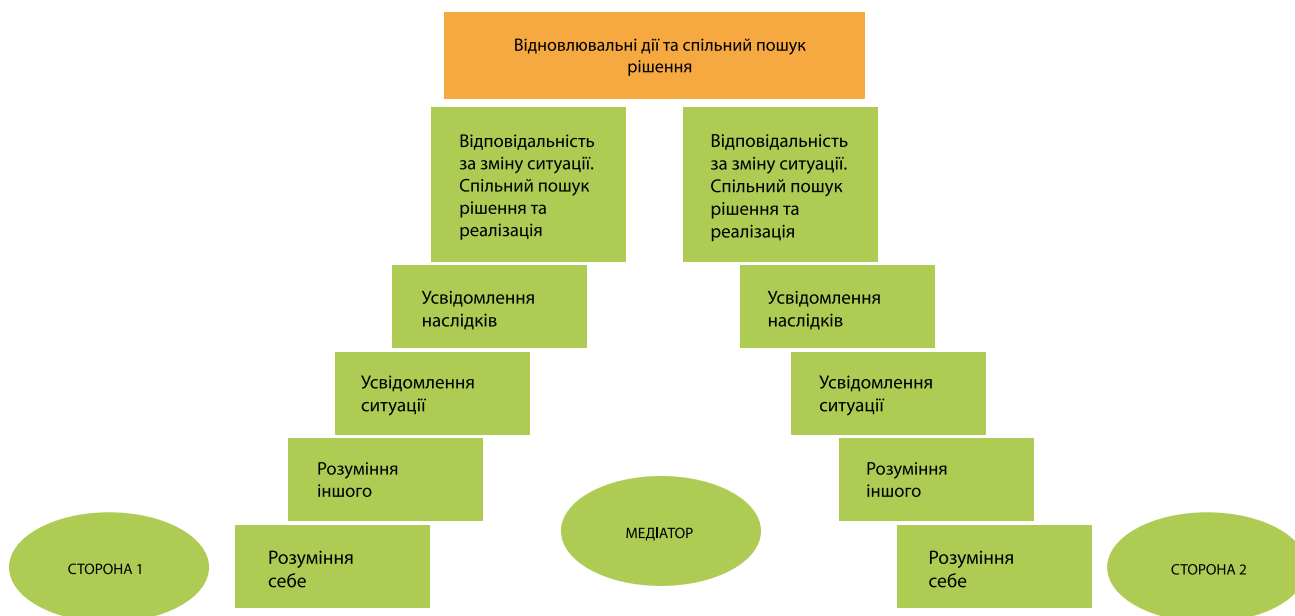 Відновлювальні дії та спільний пошук
рішення
Відповідальність
за зміну ситуації.
Спільний пошук
рішення та
реалізація
Відповідальність
за зміну ситуації.
Спільний пошук
рішення та
реалізація
Усвідомлення
наслідків
Усвідомлення
наслідків
Усвідомлення
ситуації
Усвідомлення
ситуації
Розуміння
іншого
Розуміння
іншого
СТОРОНА 1
Розуміння
себе
МЕДІАТОР
Розуміння
себе
СТОРОНА 2